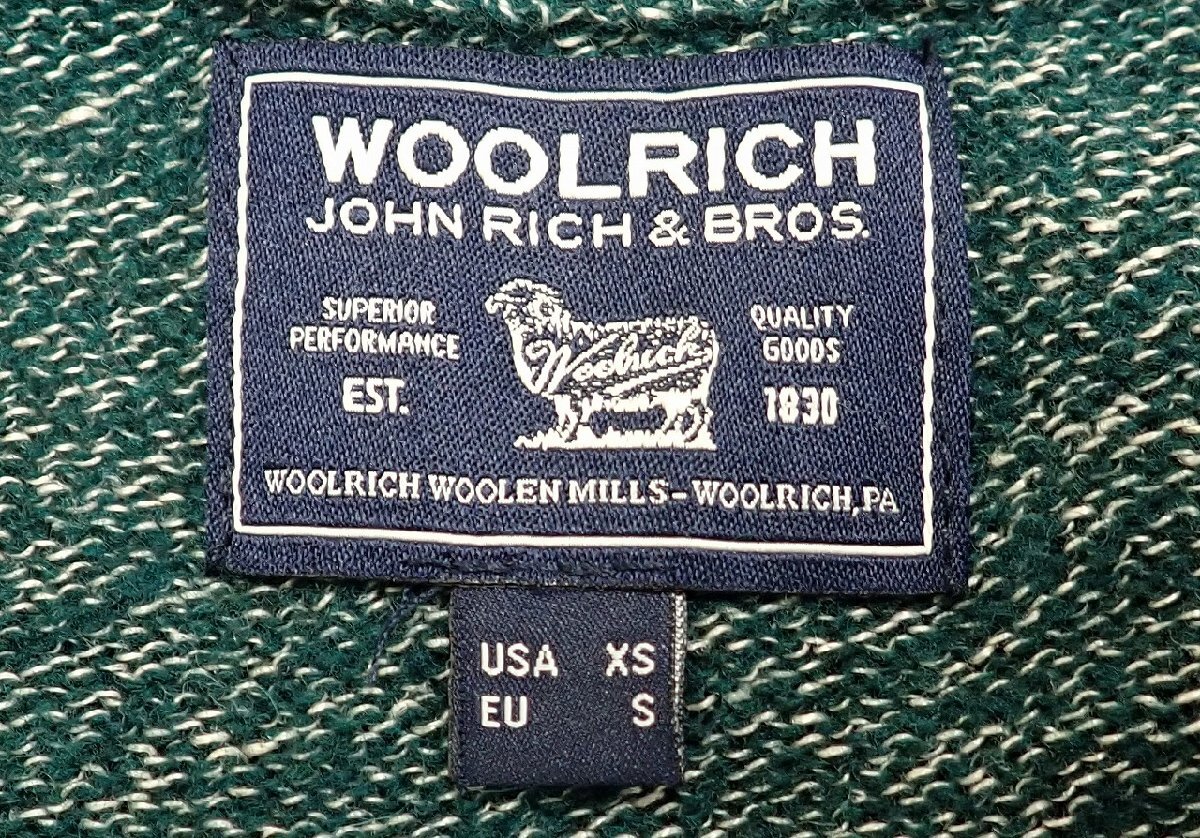 WOOLRICH
JOHN RICH & BROS.
SUPERIOR
PERFORMANCE
EST.
Woolrich
QUALITY
GOODS
1830
WOOLRICH WOOLEN MILLS-WOOLRICH, PA
USA XS
EU S